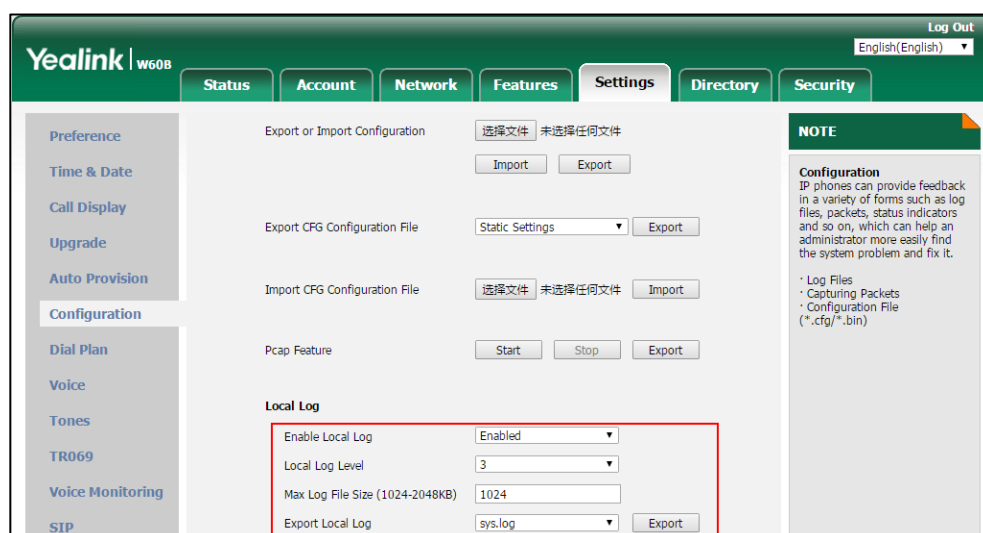 Log Out
English(English)
Yealink W60B
Status Account Network Features Settings Directory Security
Preference
Time & Date
Call Display
Upgrade
Auto Provision
Configuration
Dial Plan
Voice
Tones
TR069
Voice Monitoring
SIP
Export or Import Configuration 选择文件 未选择任何文件
Import Export
Export CFG Configuration File Static Settings Export
Import CFG Configuration File 选择文件 未选择任何文件 Import
Pcap Feature Start Stop Export
Local Log
Enable Local Log Enabled
Local Log Level 3
Max Log File Size (1024-2048KB) 1024
Export Local Log sys.log Export
NOTE
Configuration
IP phones can provide feedback
in a variety of forms such as log
files, packets, status indicators
and so on, which can help an
administrator more easily find
the system problem and fix it.
· Log Files
· Capturing Packets
· Configuration File
(*.cfg/*.bin)